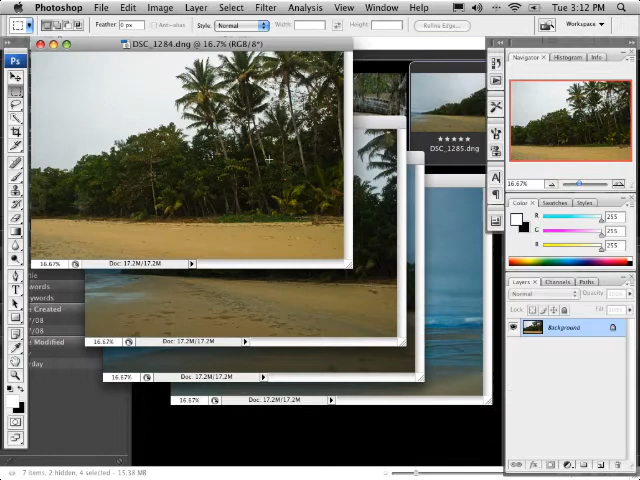 Photoshop File Edit Image Layer Select Filter Analysis View Window Help Tue 3:12 PM
Feather: 0 px Anti-alias Style: Normal Width: Height: Refine Edge... Workspace
DSC_1284.dng @ 16.7% (RGB/8*)
Ps
Navigator Histogram Info
DSC_1285.dng
16.67%
Color Swatches Styles
R 255
G 255
B 255
16.67% Doc: 17.2M/17.2M
Layers Channels Paths
Normal Opacity:
Lock: Fill:
Background
16.67% Doc: 17.2M/17.2M
16.67% Doc: 17.2M/17.2M
16.67% Doc: 17.2M/17.2M
Created
Modified
7 items, 2 hidden, 4 selected - 15.38 MB